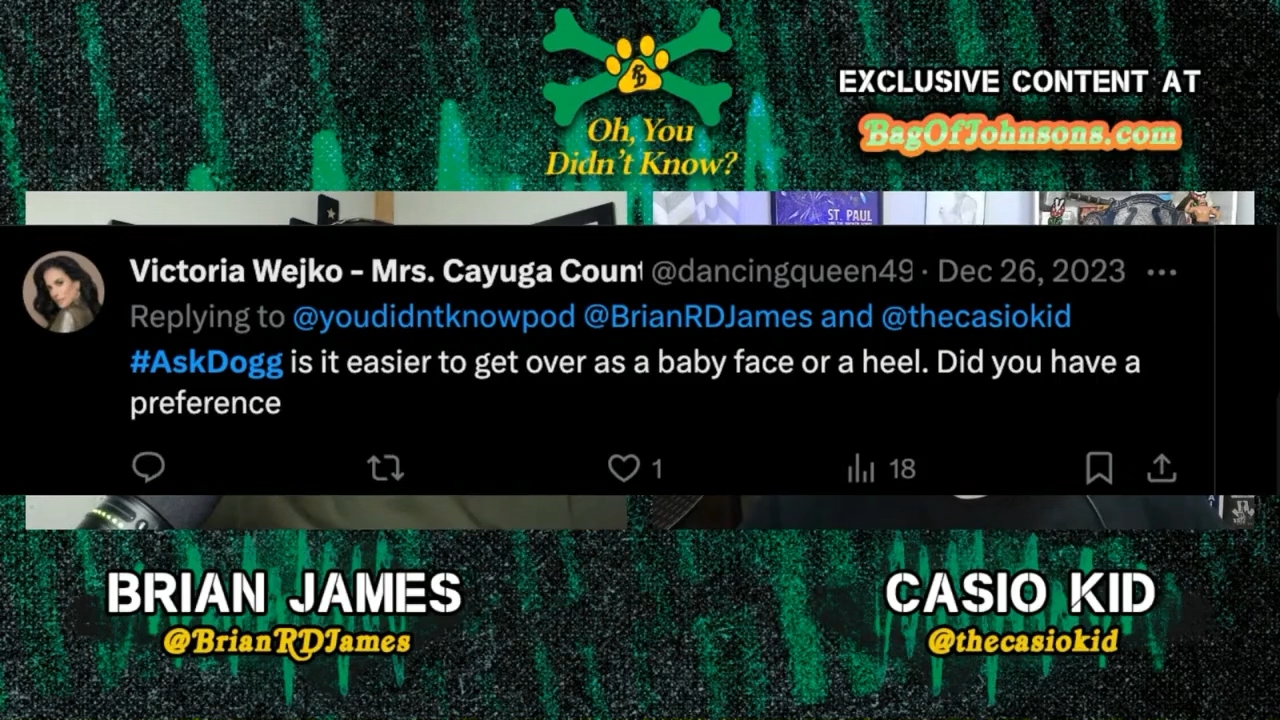 RD
Oh, You
Didn't Know?
EXCLUSIVE CONTENT AT
BagOfJohnsons.com
ST. PAUL
Victoria Wejko - Mrs. Cayuga Count @dancingqueen49 · Dec 26, 2023
Replying to @youdidntknowpod @BrianRDJames and @thecasiokid
#AskDogg is it easier to get over as a baby face or a heel. Did you have a
preference
1 18
BRIAN JAMES
@BrianRDJames
CASIO KID
@thecasiokid